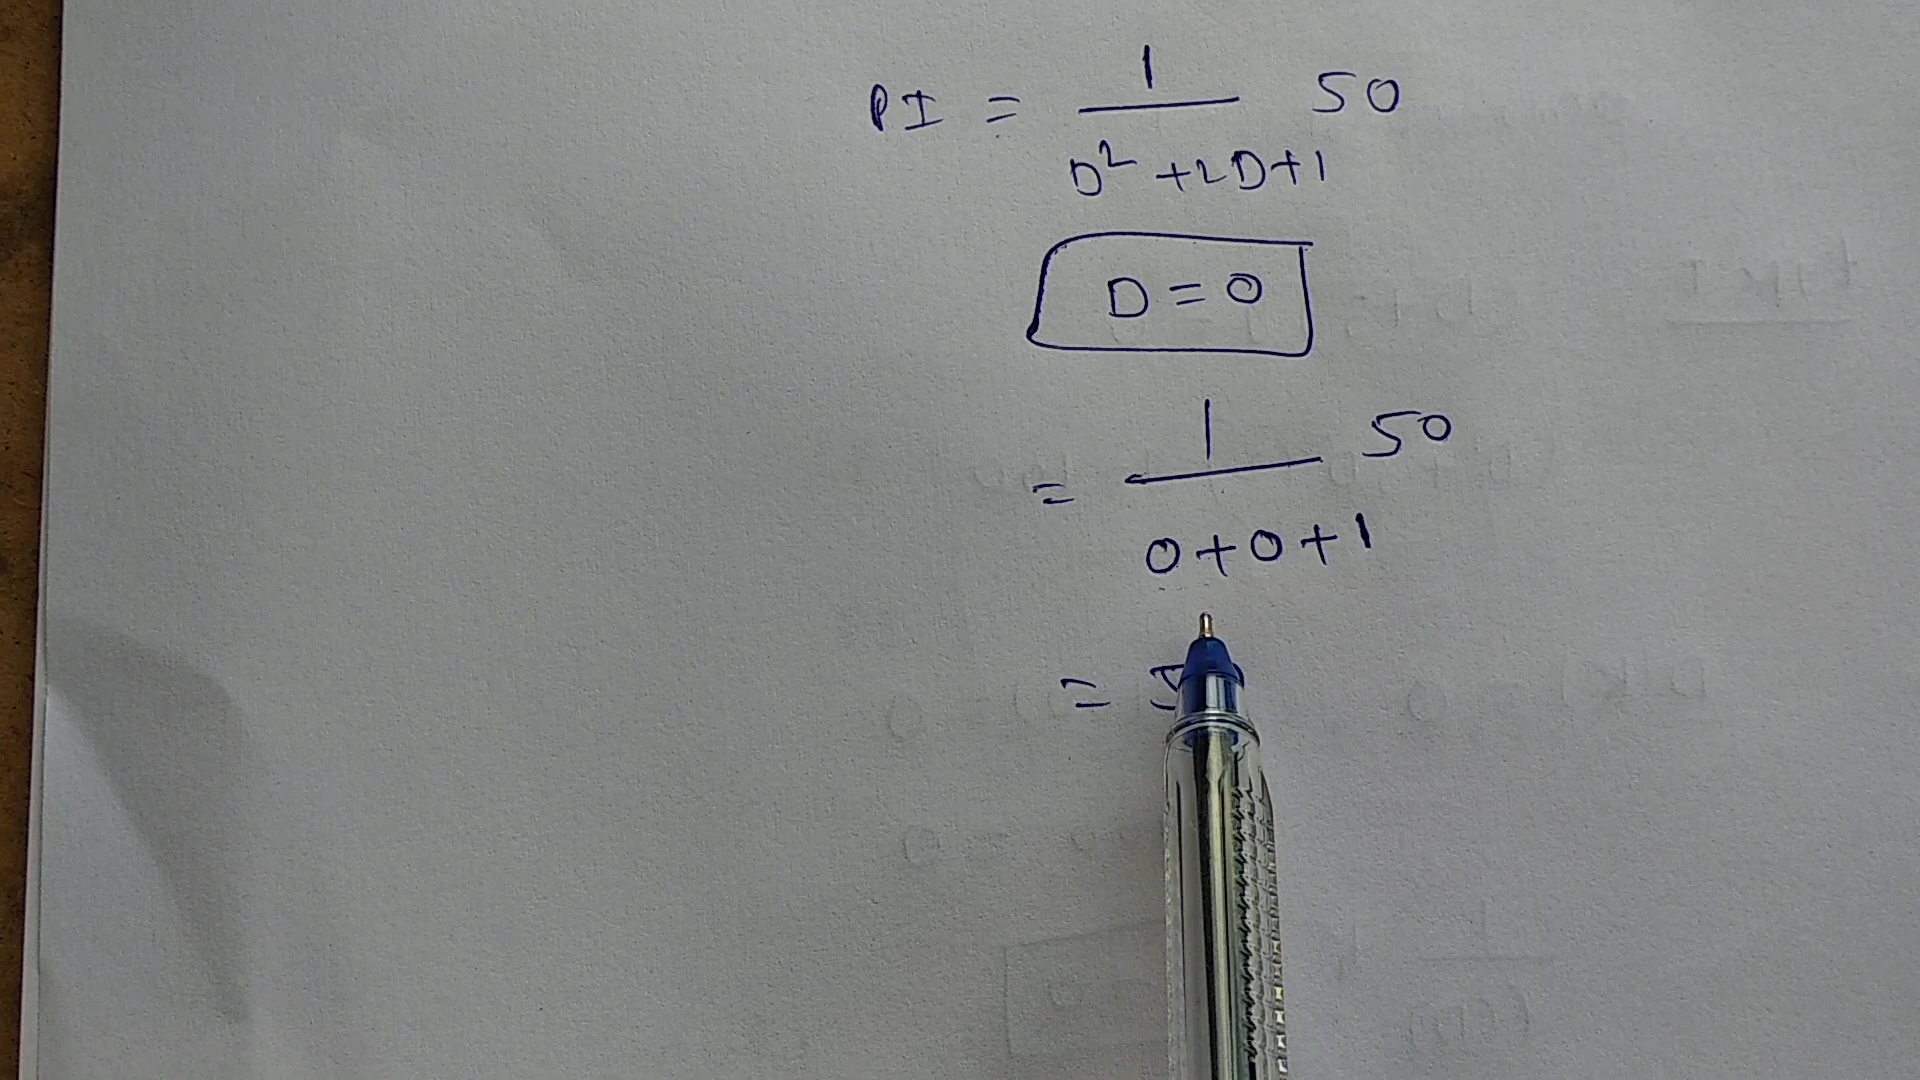 PI = 1/(D² + 2D + 1) 50
D = 0
= 1/(0 + 0 + 1) 50
=